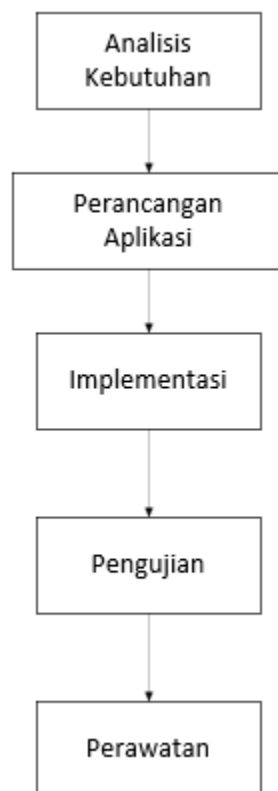 Analisis
Kebutuhan
Perancangan
Aplikasi
Implementasi
Pengujian
Perawatan